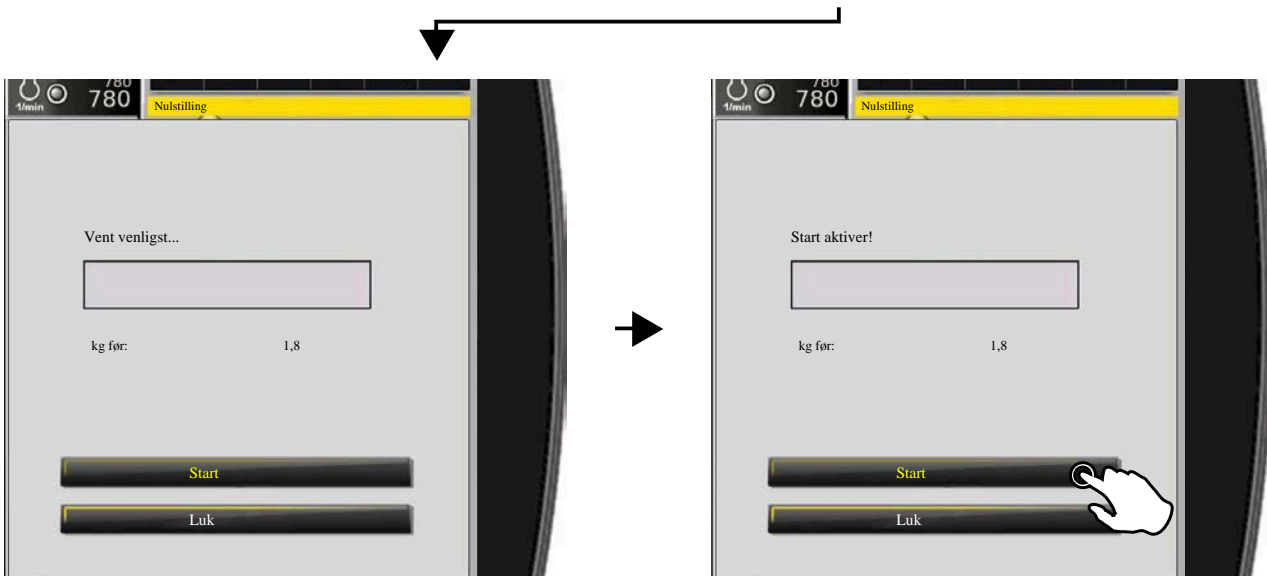 780
1/min 780
Nulstilling
Vent venligst...
kg før: 1,8
Start
Luk
780
1/min 780
Nulstilling
Start aktiver!
kg før: 1,8
Start
Luk